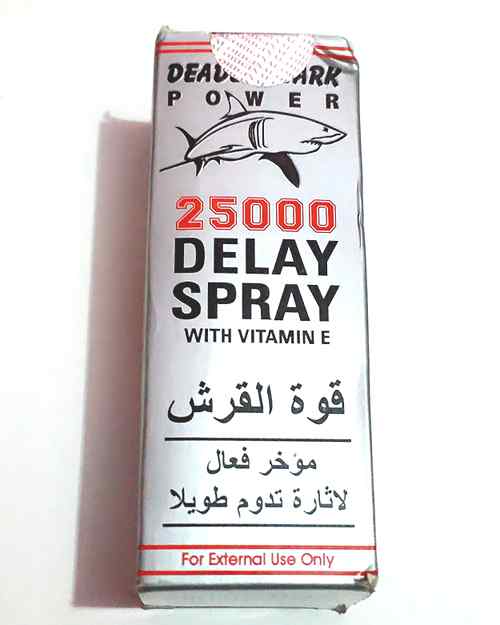 POWER
25000
DELAY
SPRAY
WITH VITAMIN E
قوة القرش
مؤخر فعال
لاثارة تدوم طويلا
For External Use Only